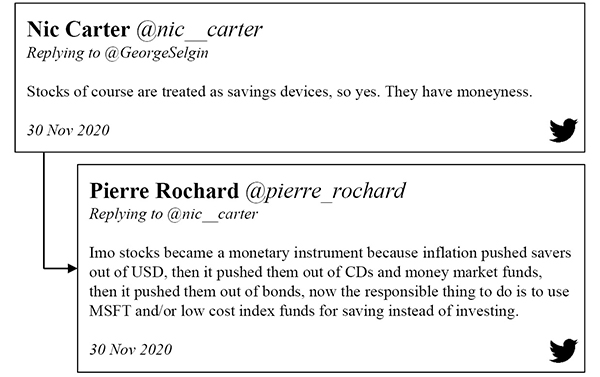 Nic Carter @nic__carter
Replying to @GeorgeSelgin
Stocks of course are treated as savings devices, so yes. They have moneyness.
30 Nov 2020
Pierre Rochard @pierre_rochard
Replying to @nic__carter
Imo stocks became a monetary instrument because inflation pushed savers
out of USD, then it pushed them out of CDs and money market funds,
then it pushed them out of bonds, now the responsible thing to do is to use
MSFT and/or low cost index funds for saving instead of investing.
30 Nov 2020